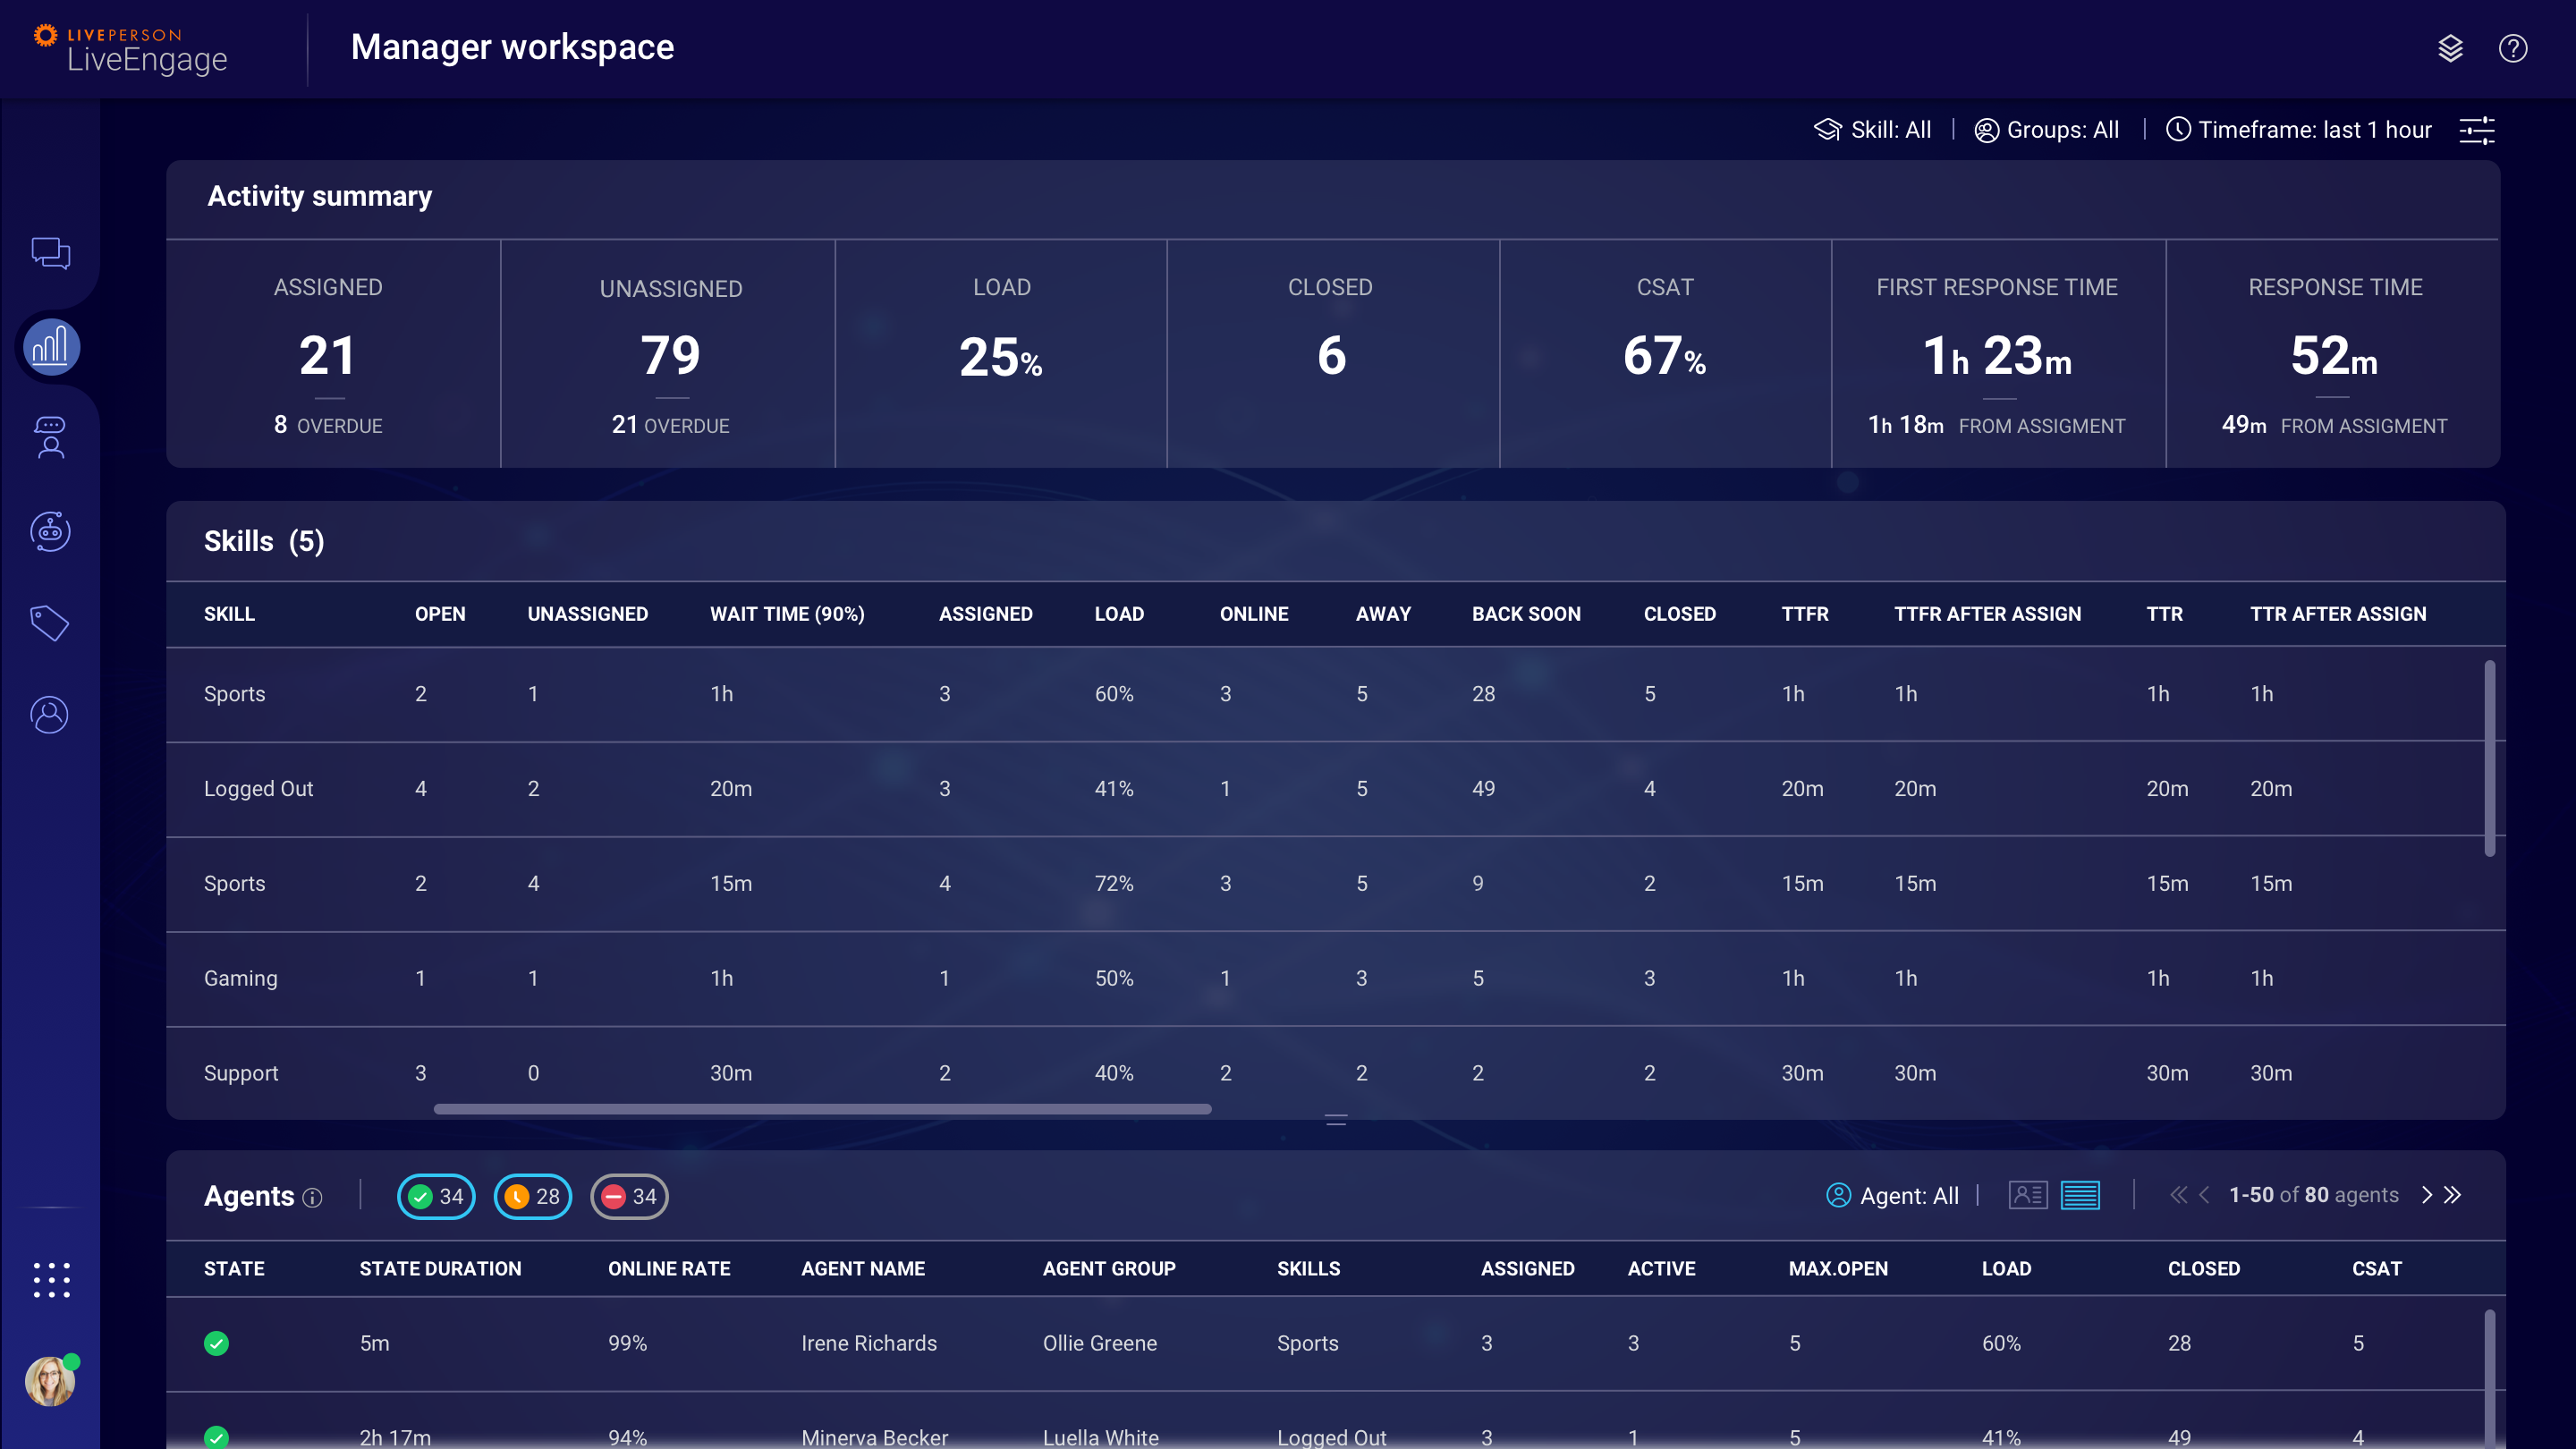 LIVEPERSON
LiveEngage
Manager workspace
Skill: All | Groups: All | Timeframe: last 1 hour
Activity summary
ASSIGNED UNASSIGNED LOAD CLOSED CSAT FIRST RESPONSE TIME RESPONSE TIME
21 79 25% 6 67% 1h 23m 52m
8 OVERDUE 21 OVERDUE 1h 18m FROM ASSIGMENT 49m FROM ASSIGMENT
Skills (5)
SKILL OPEN UNASSIGNED WAIT TIME (90%) ASSIGNED LOAD ONLINE AWAY BACK SOON CLOSED TTFR TTFR AFTER ASSIGN TTR TTR AFTER ASSIGN
Sports 2 1 1h 3 60% 3 5 28 5 1h 1h 1h 1h
Logged Out 4 2 20m 3 41% 1 5 49 4 20m 20m 20m 20m
Sports 2 4 15m 4 72% 3 5 9 2 15m 15m 15m 15m
Gaming 1 1 1h 1 50% 1 3 5 3 1h 1h 1h 1h
Support 3 0 30m 2 40% 2 2 2 2 30m 30m 30m 30m
Agents 34 28 34 Agent: All | 1-50 of 80 agents
STATE STATE DURATION ONLINE RATE AGENT NAME AGENT GROUP SKILLS ASSIGNED ACTIVE MAX.OPEN LOAD CLOSED CSAT
5m 99% Irene Richards Ollie Greene Sports 3 3 5 60% 28 5
2h 17m 94% Minerva Becker Luella White Logged Out 3 1 5 41% 49 4